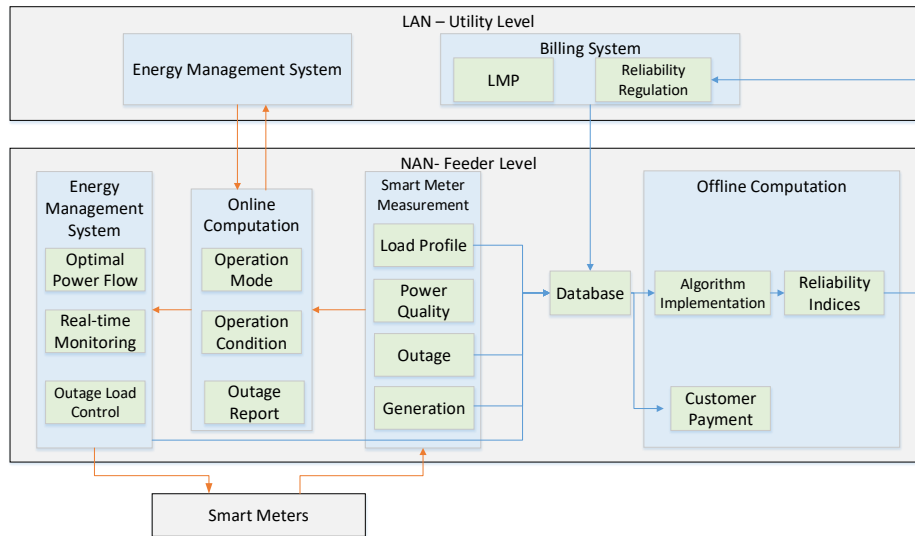 LAN – Utility Level
Energy Management System
Billing System
LMP
Reliability
Regulation
NAN- Feeder Level
Energy
Management
System
Optimal
Power Flow
Real-time
Monitoring
Outage Load
Control
Online
Computation
Operation
Mode
Operation
Condition
Outage
Report
Smart Meter
Measurement
Load Profile
Power
Quality
Outage
Generation
Database
Offline Computation
Algorithm
Implementation
Reliability
Indices
Customer
Payment
Smart Meters